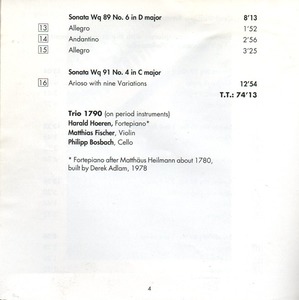 Sonata Wq 89 No. 6 in D major 8'13
13 Allegro 1'52
14 Andantino 2'56
15 Allegro 3'25
Sonata Wq 91 No. 4 in C major
16 Arioso with nine Variations 12'54
T.T.: 74'13
Trio 1790 (on period instruments)
Harald Hoeren, Fortepiano*
Matthias Fischer, Violin
Philipp Bosbach, Cello
* Fortepiano after Matthäus Heilmann about 1780,
built by Derek Adlam, 1978
4